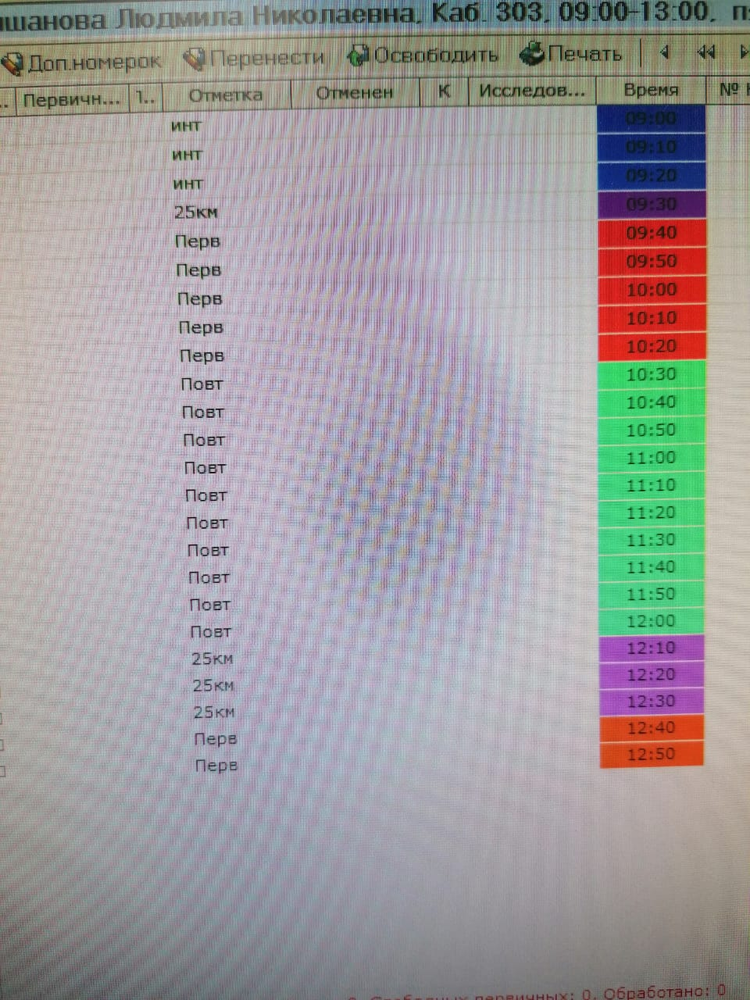 шанова Людмила Николаевна, Каб. 303, 09:00-13:00,
Доп.номерок Перенести Освободить Печать
.. Первичн... 1.. Отметка Отменен К Исследов... Время №
инт 09:00
инт 09:10
инт 09:20
25км 09:30
Перв 09:40
Перв 09:50
Перв 10:00
Перв 10:10
Перв 10:20
Повт 10:30
Повт 10:40
Повт 10:50
Повт 11:00
Повт 11:10
Повт 11:20
Повт 11:30
Повт 11:40
Повт 11:50
Повт 12:00
25км 12:10
25км 12:20
25км 12:30
Перв 12:40
Перв 12:50
первичных: 0, Обработано: 0